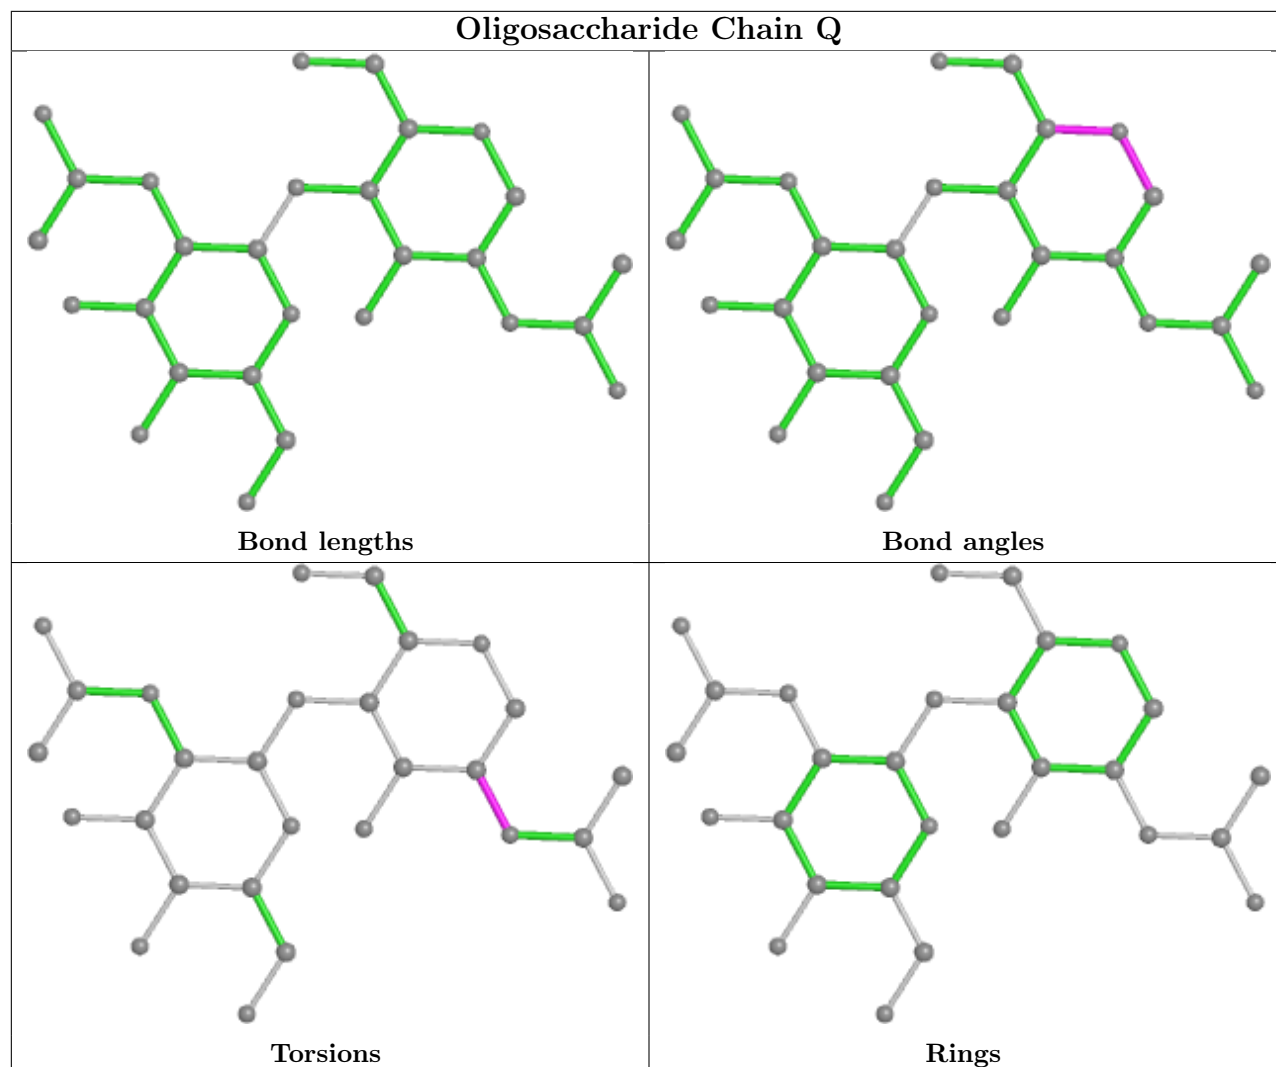 Oligosaccharide Chain Q
Bond lengths
Bond angles
Torsions
Rings